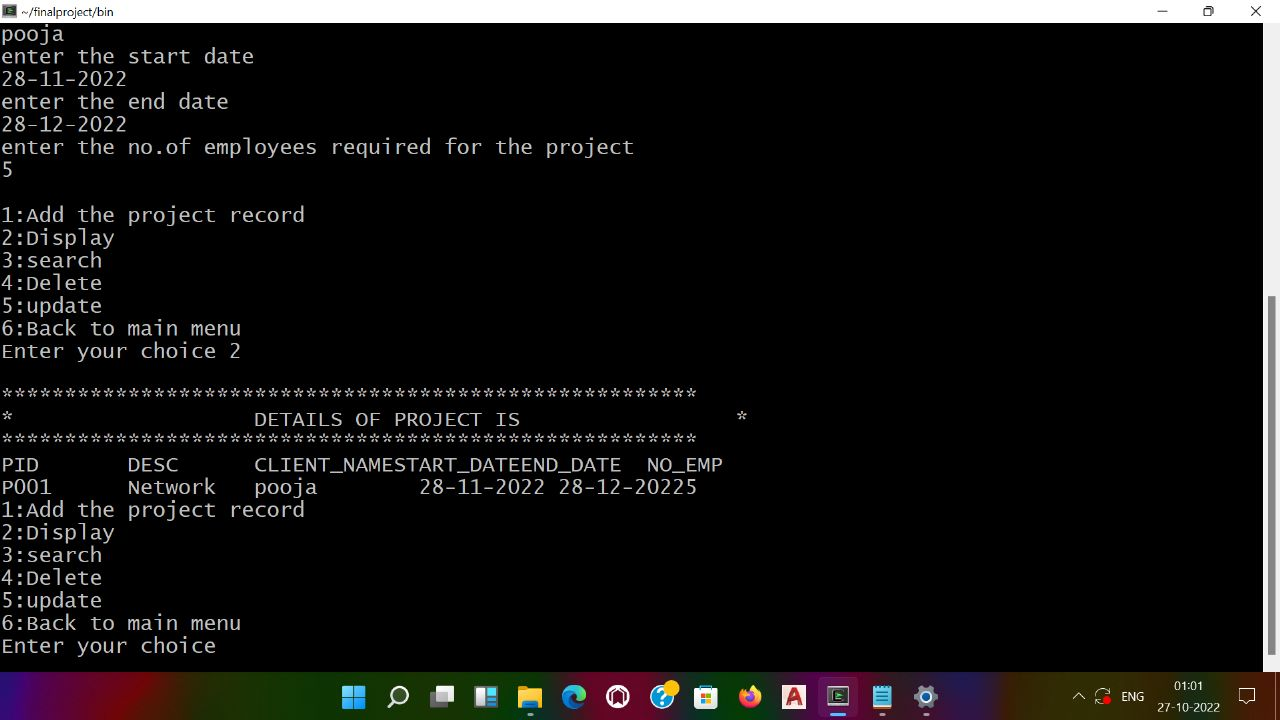 ~/finalproject/bin
pooja
enter the start date
28-11-2022
enter the end date
28-12-2022
enter the no.of employees required for the project
5
1:Add the project record
2:Display
3:search
4:Delete
5:update
6:Back to main menu
Enter your choice 2
*******************************************************
* DETAILS OF PROJECT IS *
*******************************************************
PID DESC CLIENT_NAMESTART_DATEEND_DATE NO_EMP
P001 Network pooja 28-11-2022 28-12-20225
1:Add the project record
2:Display
3:search
4:Delete
5:update
6:Back to main menu
Enter your choice
ENG
01:01
27-10-2022